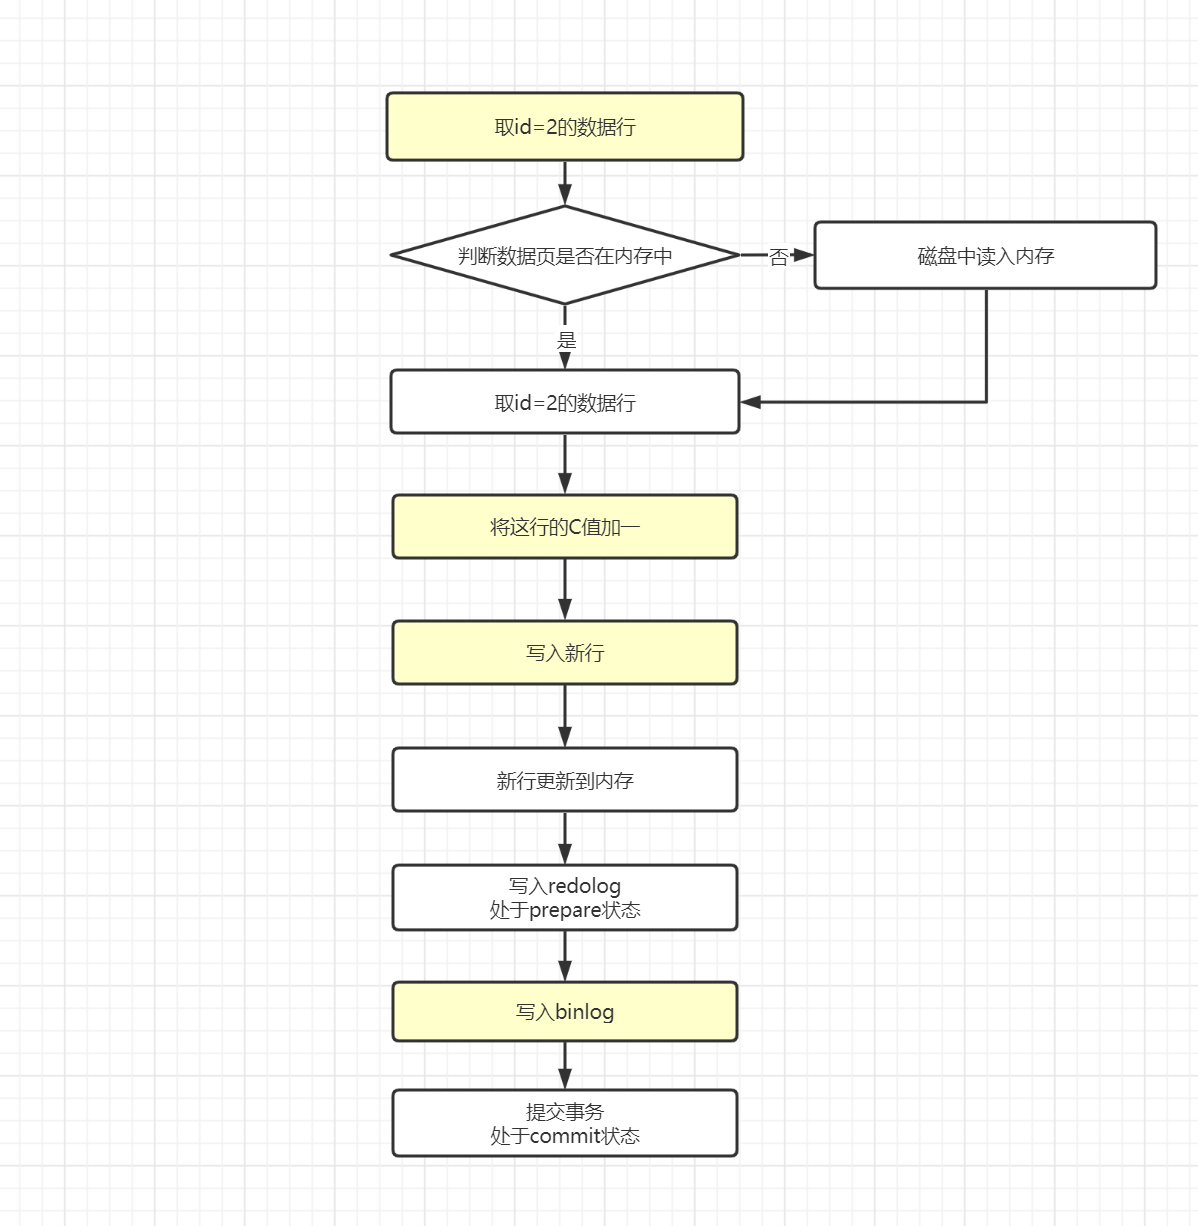 取id=2的数据行
判断数据页是否在内存中
否
磁盘中读入内存
是
取id=2的数据行
将这行的C值加一
写入新行
新行更新到内存
写入redolog
处于prepare状态
写入binlog
提交事务
处于commit状态